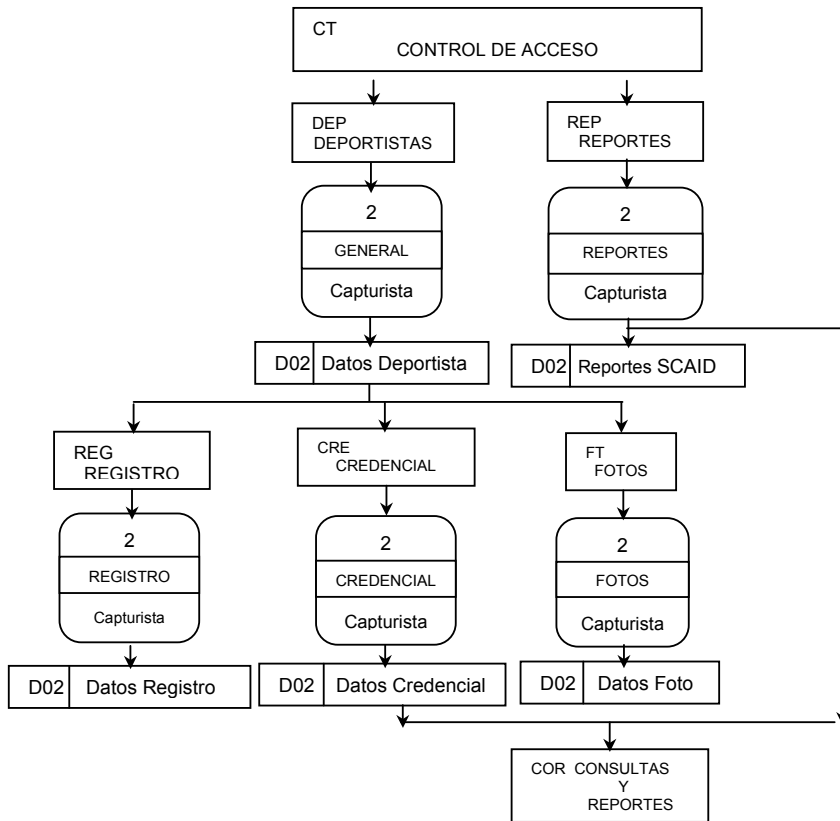 CT
CONTROL DE ACCESO
DEP
DEPORTISTAS
REP
REPORTES
2
GENERAL
Capturista
2
REPORTES
Capturista
D02 Datos Deportista
D02 Reportes SCAID
REG
REGISTRO
CRE
CREDENCIAL
FT
FOTOS
2
REGISTRO
Capturista
2
CREDENCIAL
Capturista
2
FOTOS
Capturista
D02 Datos Registro
D02 Datos Credencial
D02 Datos Foto
COR CONSULTAS
Y
REPORTES